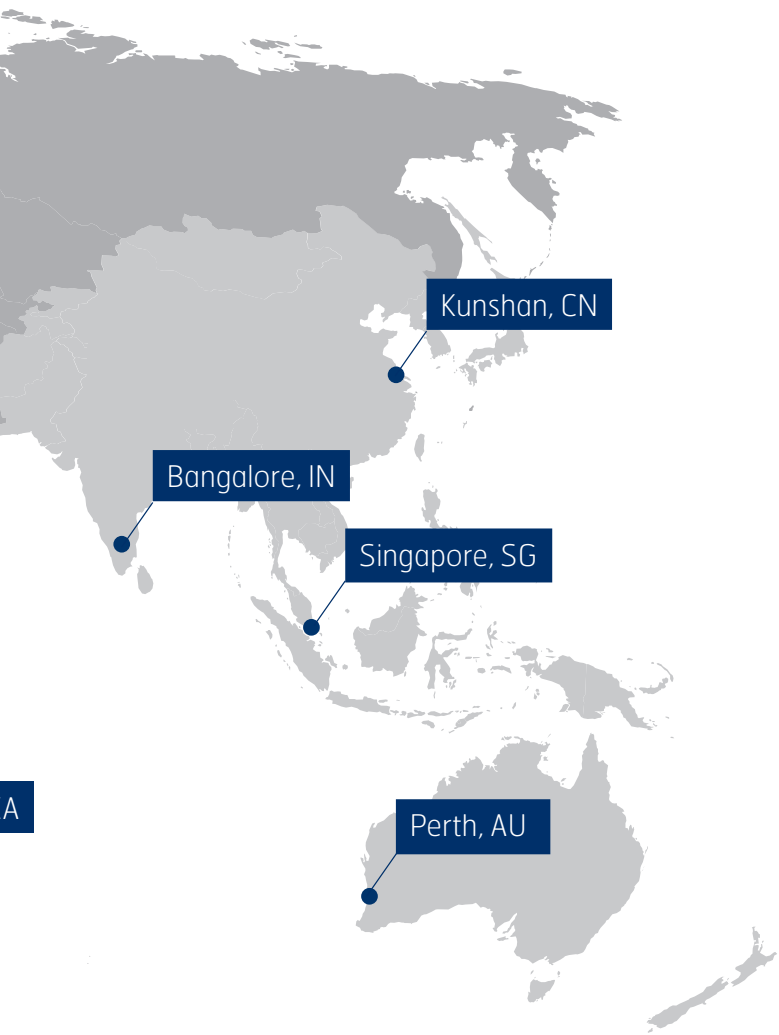 Kunshan, CN
Bangalore, IN
Singapore, SG
Perth, AU